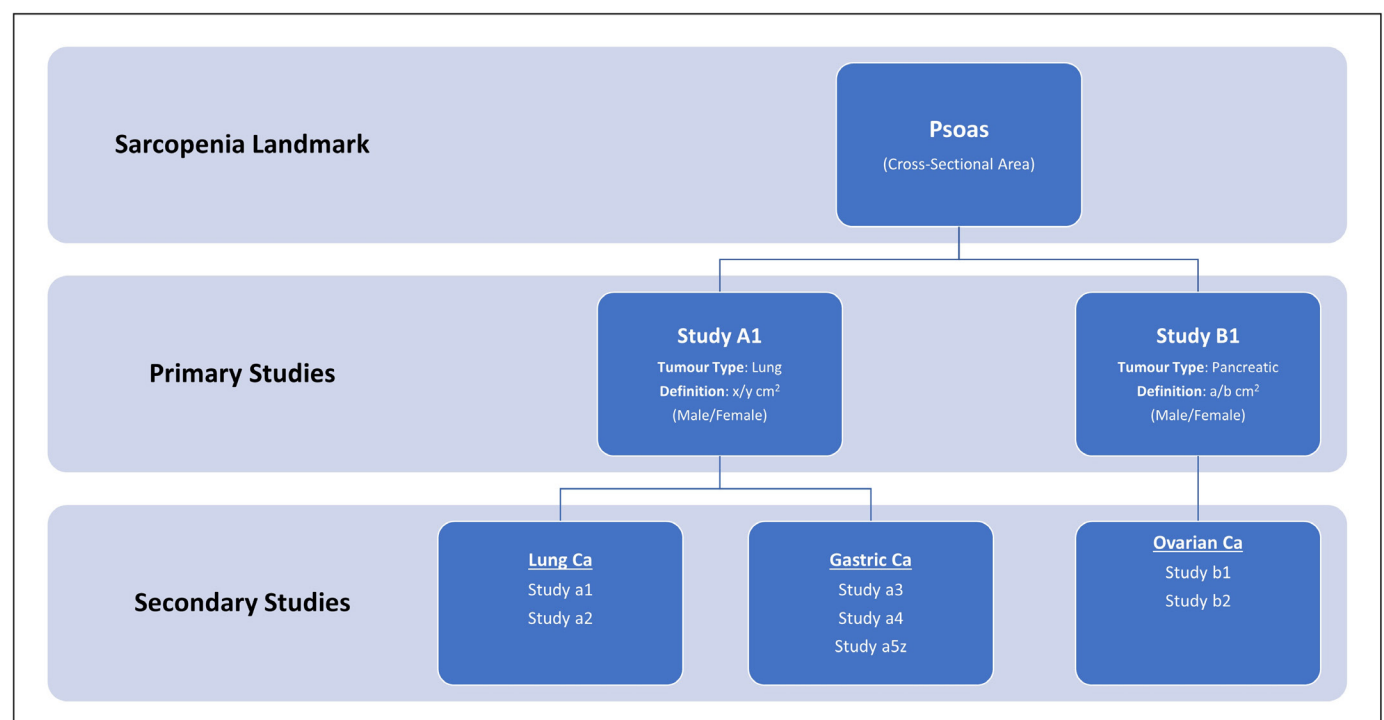 Sarcopenia Landmark
Psoas
(Cross-Sectional Area)
Primary Studies
Study A1
Tumour Type: Lung
Definition: x/y cm²
(Male/Female)
Study B1
Tumour Type: Pancreatic
Definition: a/b cm²
(Male/Female)
Secondary Studies
Lung Ca
Study a1
Study a2
Gastric Ca
Study a3
Study a4
Study a5z
Ovarian Ca
Study b1
Study b2